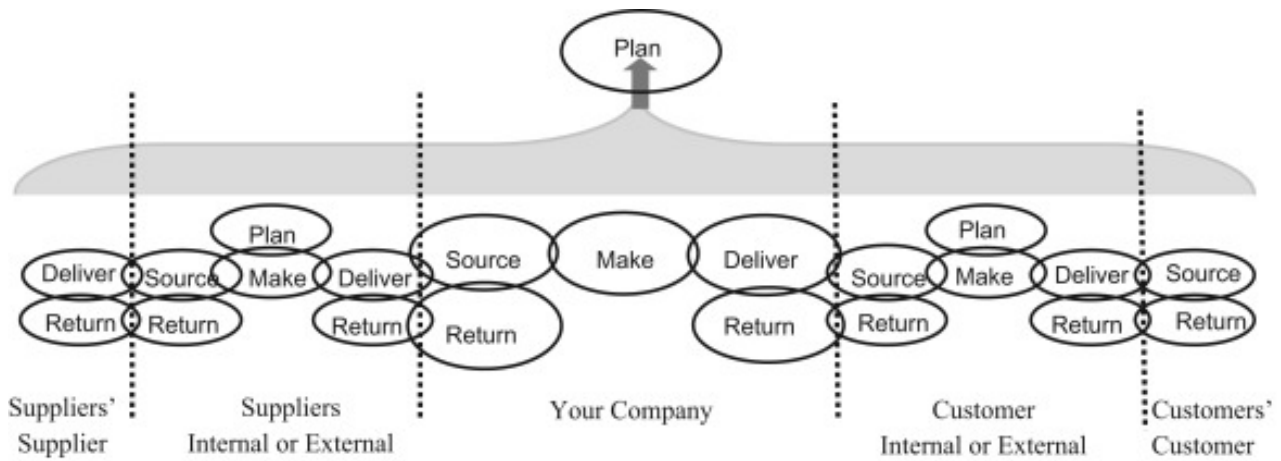 Plan
Plan
Plan
Source
Make
Deliver
Deliver
Source
Make
Deliver
Source
Make
Deliver
Source
Return
Return
Return
Return
Return
Return
Return
Return
Suppliers’
Supplier
Suppliers
Internal or External
Your Company
Customer
Internal or External
Customers’
Customer